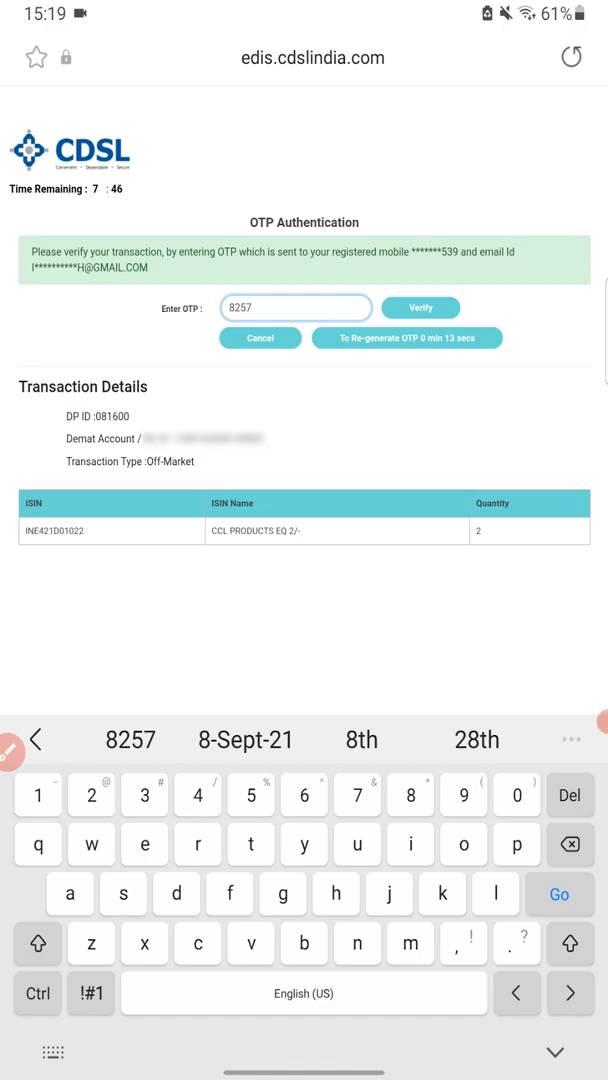 15:19 61%
edis.cdslindia.com
CDSL
Convenient • Dependable • Secure
Time Remaining : 7 : 46
OTP Authentication
Please verify your transaction, by entering OTP which is sent to your registered mobile *******539 and email Id
I**********H@GMAIL.COM
Enter OTP : 8257 Verify
Cancel To Re-generate OTP 0 min 13 secs
Transaction Details
DP ID :081600
Demat Account /
Transaction Type :Off-Market
ISIN ISIN Name Quantity
INE421D01022 CCL PRODUCTS EQ 2/- 2
8257 8-Sept-21 8th 28th ...
1 2 3 4 5 6 7 8 9 0 Del
q w e r t y u i o p
a s d f g h j k l Go
z x c v b n m , ! . ?
Ctrl !#1 English (US) < >